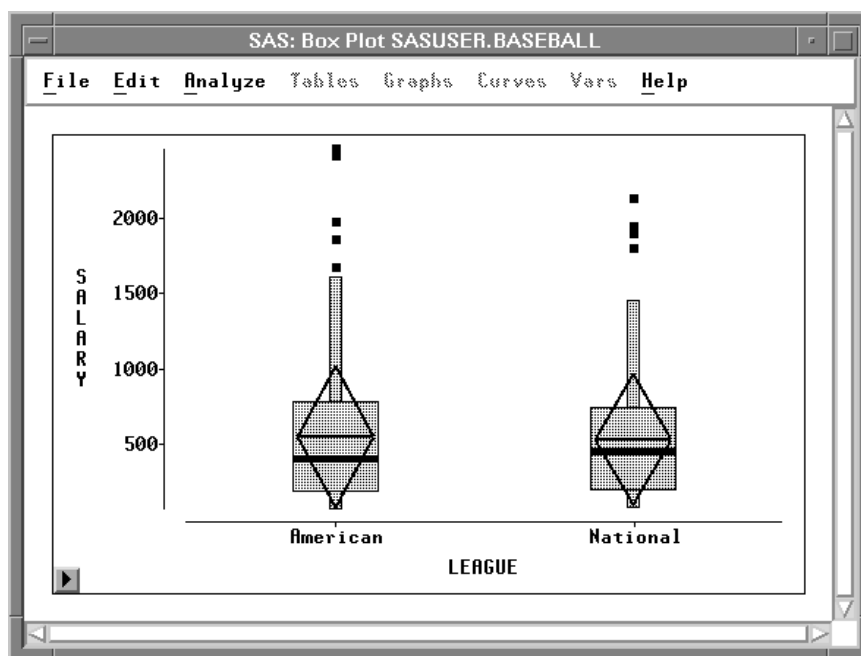 SAS: Box Plot SASUSER.BASEBALL
File Edit Analyze Tables Graphs Curves Vars Help
2000
1500
1000
500
SALARY
American National
LEAGUE